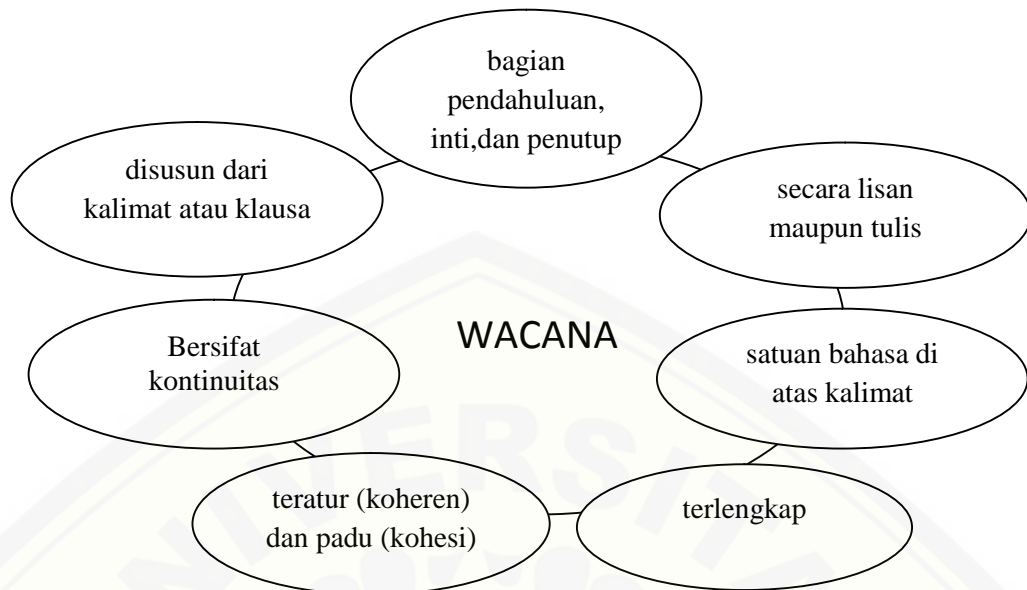 bagian
pendahuluan,
inti,dan penutup
disusun dari
kalimat atau klausa
secara lisan
maupun tulis
WACANA
Bersifat
kontinuitas
satuan bahasa di
atas kalimat
teratur (koheren)
dan padu (kohesi)
terlengkap
NIVERSITA